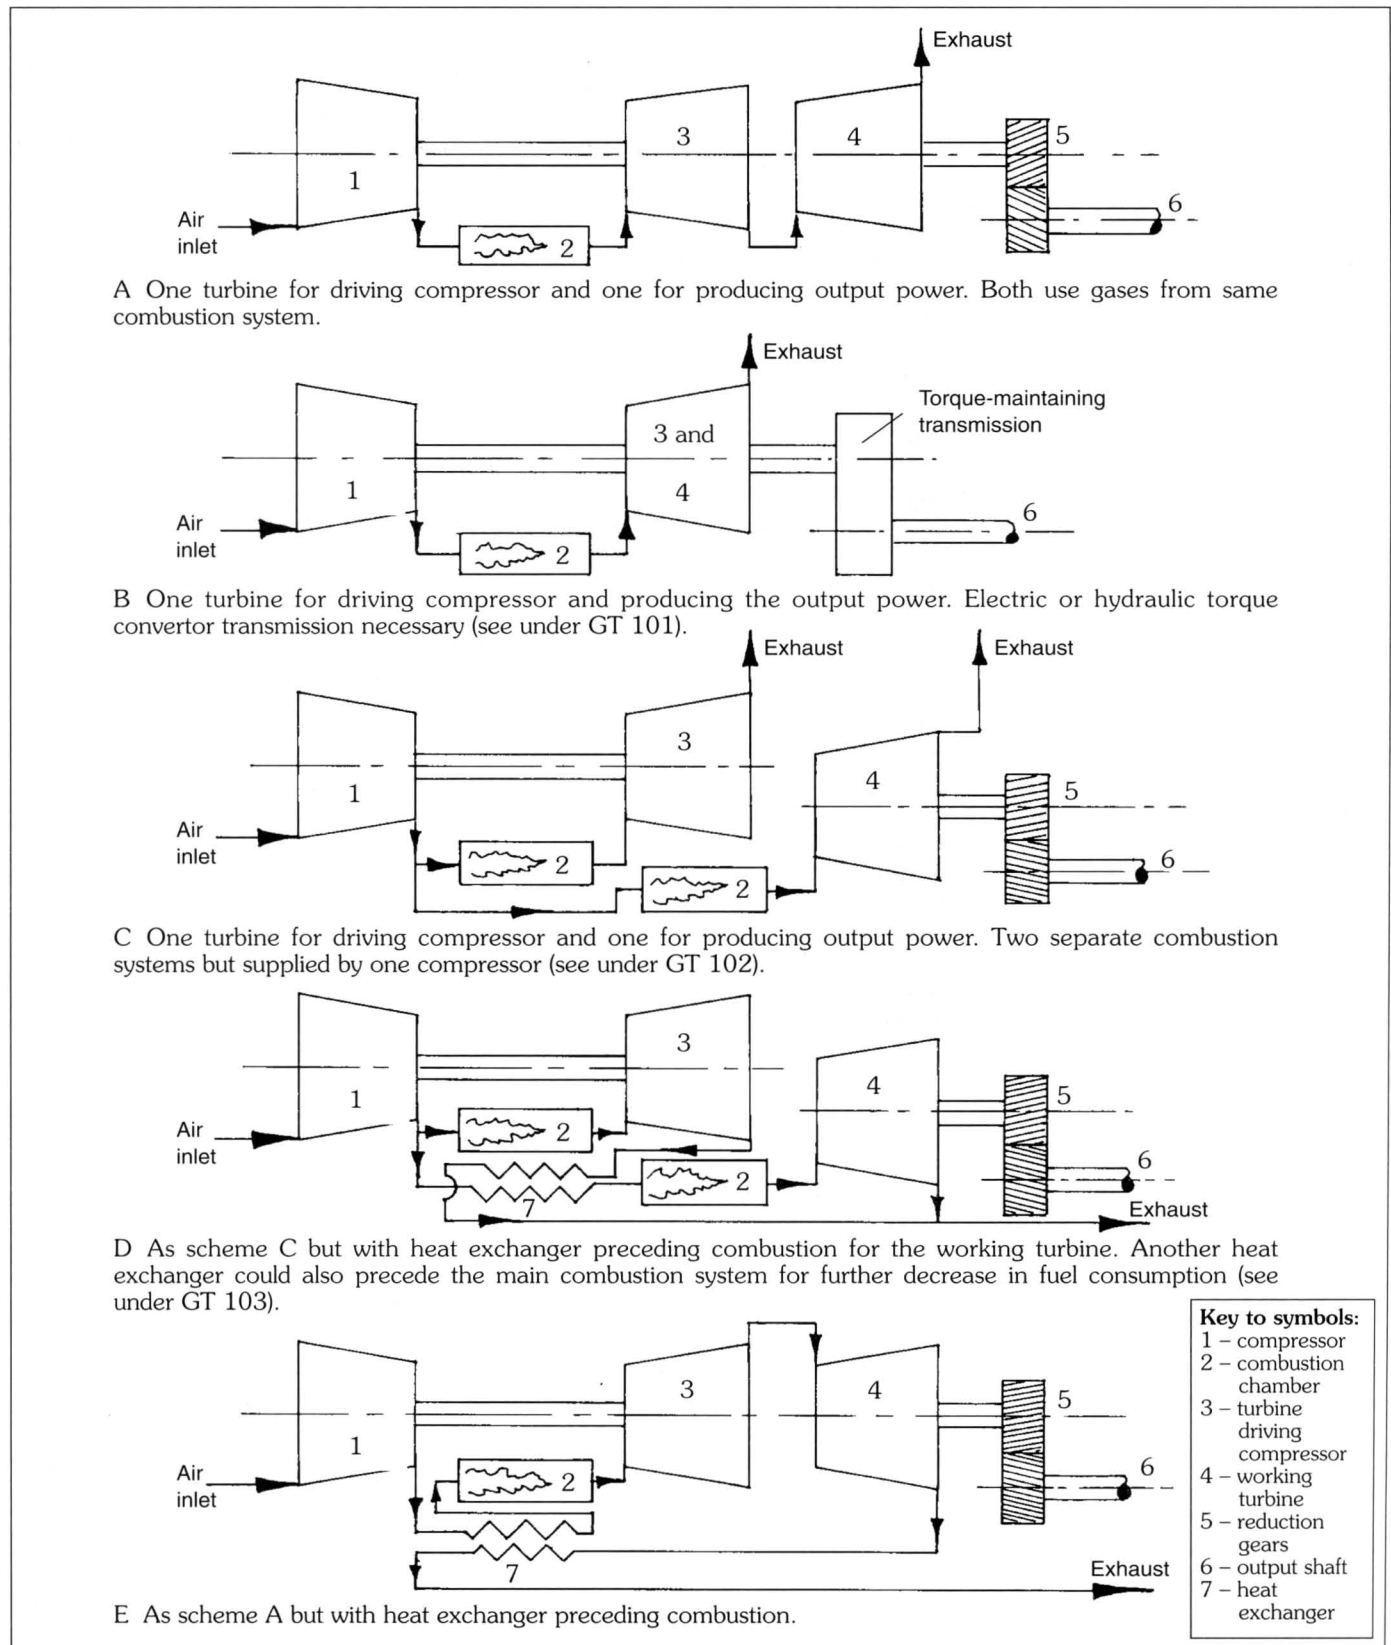 Exhaust
3
4
5
1
6
Air
inlet
2
A One turbine for driving compressor and one for producing output power. Both use gases from same
combustion system.
Exhaust
Torque-maintaining
transmission
3 and
4
1
6
Air
inlet
2
B One turbine for driving compressor and producing the output power. Electric or hydraulic torque
convertor transmission necessary (see under GT 101).
Exhaust
Exhaust
3
4
5
1
Air
inlet
2
6
2
C One turbine for driving compressor and one for producing output power. Two separate combustion
systems but supplied by one compressor (see under GT 102).
3
4
5
1
Air
inlet
2
6
2
7
Exhaust
D As scheme C but with heat exchanger preceding combustion for the working turbine. Another heat
exchanger could also precede the main combustion system for further decrease in fuel consumption (see
under GT 103).
3
4
5
1
6
Air
inlet
2
7
Exhaust
E As scheme A but with heat exchanger preceding combustion.
Key to symbols:
1 – compressor
2 – combustion
chamber
3 – turbine
driving
compressor
4 – working
turbine
5 – reduction
gears
6 – output shaft
7 – heat
exchanger